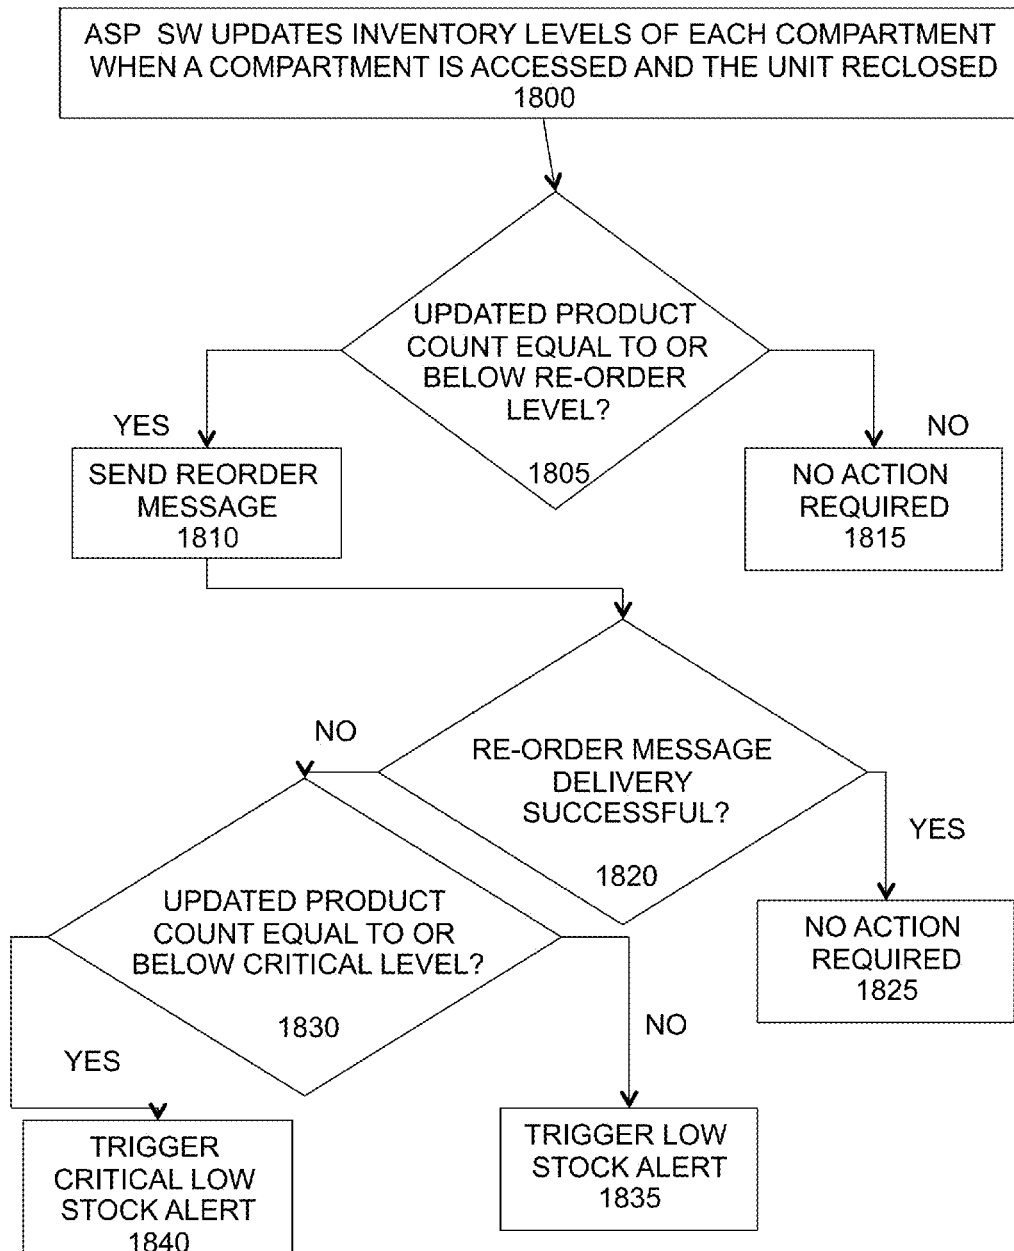 ASP SW UPDATES INVENTORY LEVELS OF EACH COMPARTMENT
WHEN A COMPARTMENT IS ACCESSED AND THE UNIT RECLOSED
1800
UPDATED PRODUCT
COUNT EQUAL TO OR
BELOW RE-ORDER
LEVEL?
1805
YES
NO
SEND REORDER
MESSAGE
1810
NO ACTION
REQUIRED
1815
RE-ORDER MESSAGE
DELIVERY
SUCCESSFUL?
1820
NO
YES
UPDATED PRODUCT
COUNT EQUAL TO OR
BELOW CRITICAL LEVEL?
1830
NO ACTION
REQUIRED
1825
YES
NO
TRIGGER
CRITICAL LOW
STOCK ALERT
1840
TRIGGER LOW
STOCK ALERT
1835